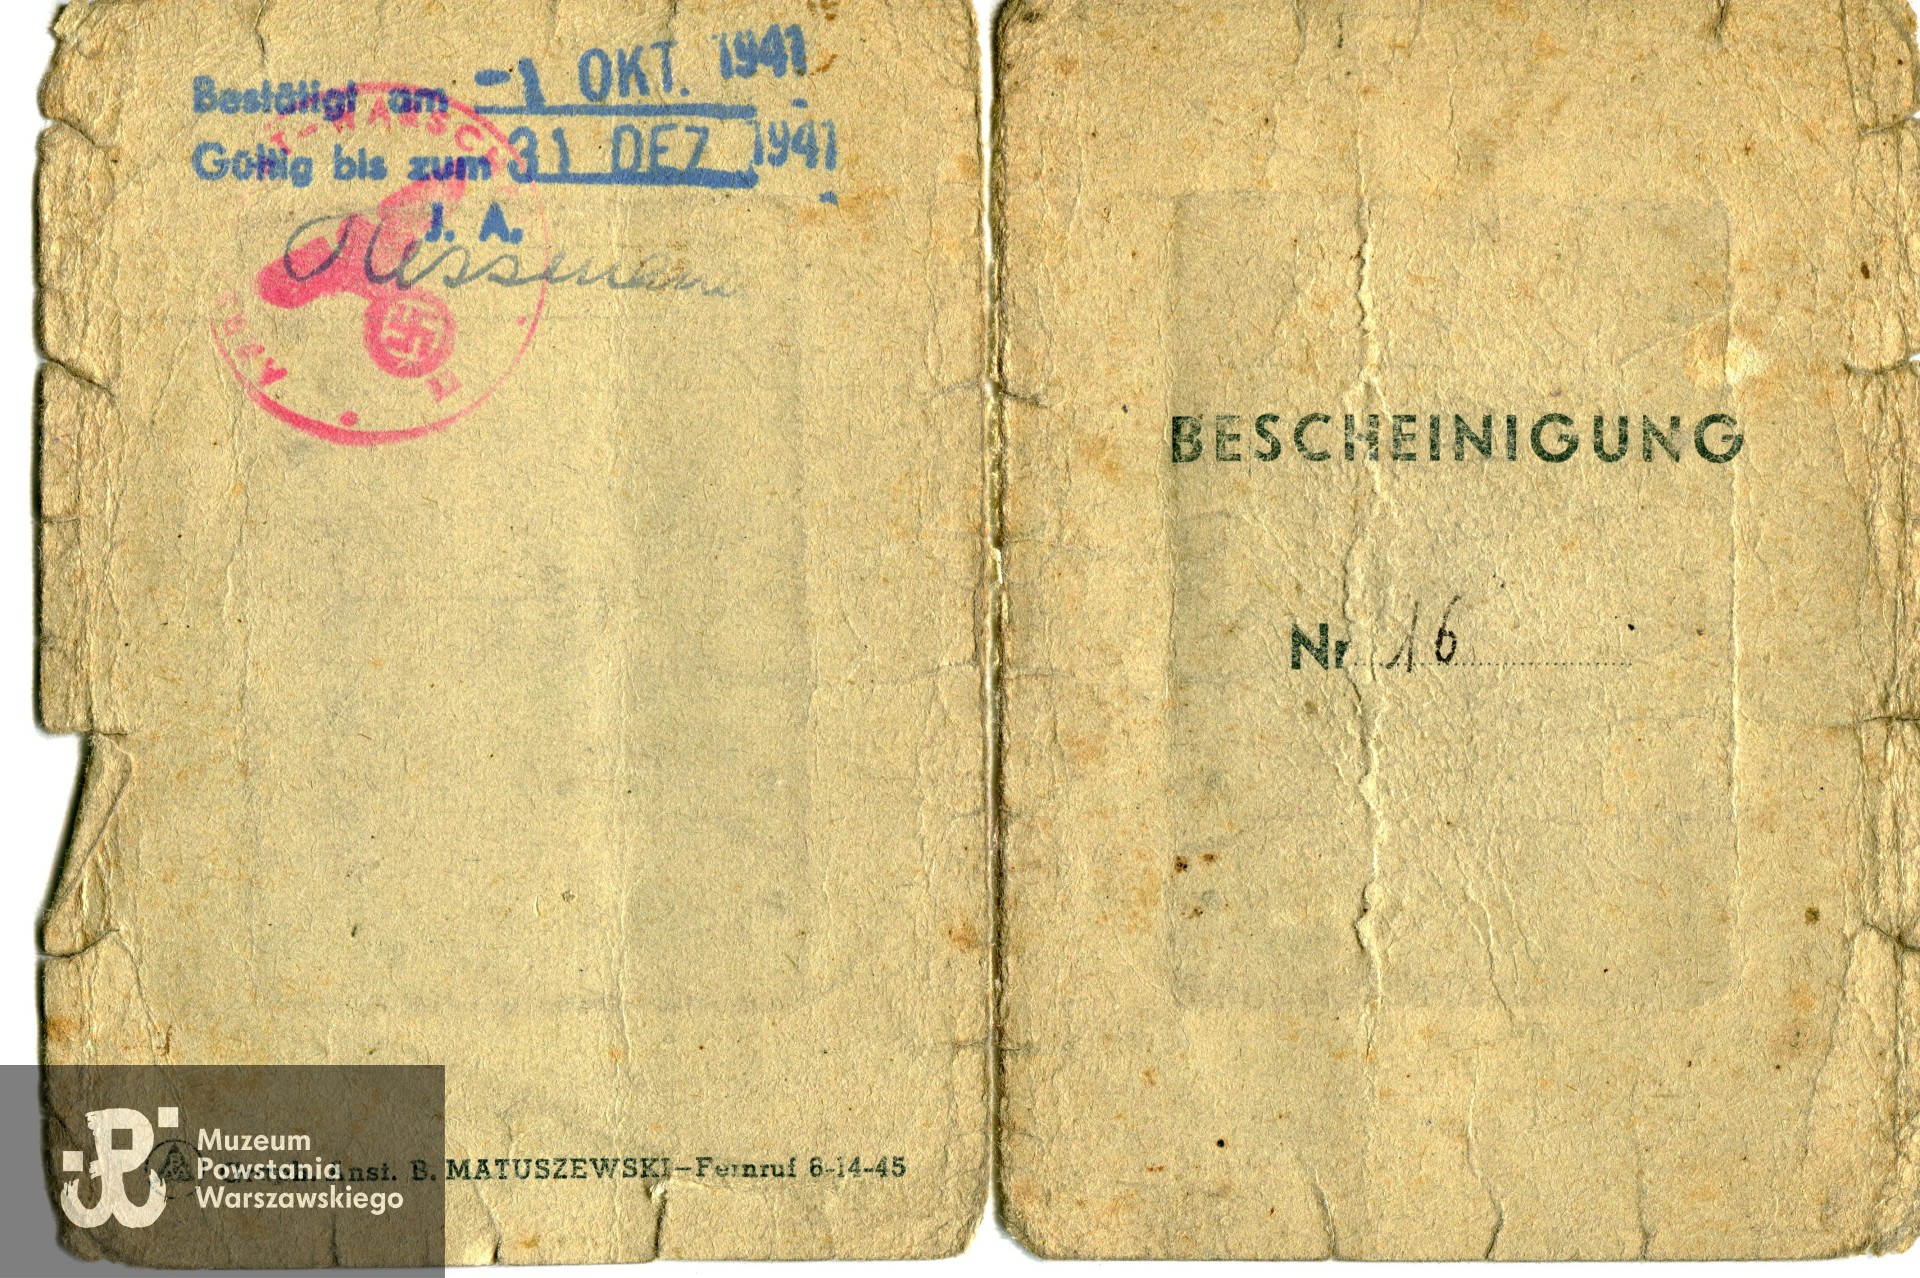 Bestätigt am -1 OKT. 1941
Gültig bis zum 31 DEZ 1941
J. A.
BESCHEINIGUNG
Nr 16
Anst. B. MATUSZEWSKI–Fernruf 6-14-45
Muzeum
Powstania
Warszawskiego